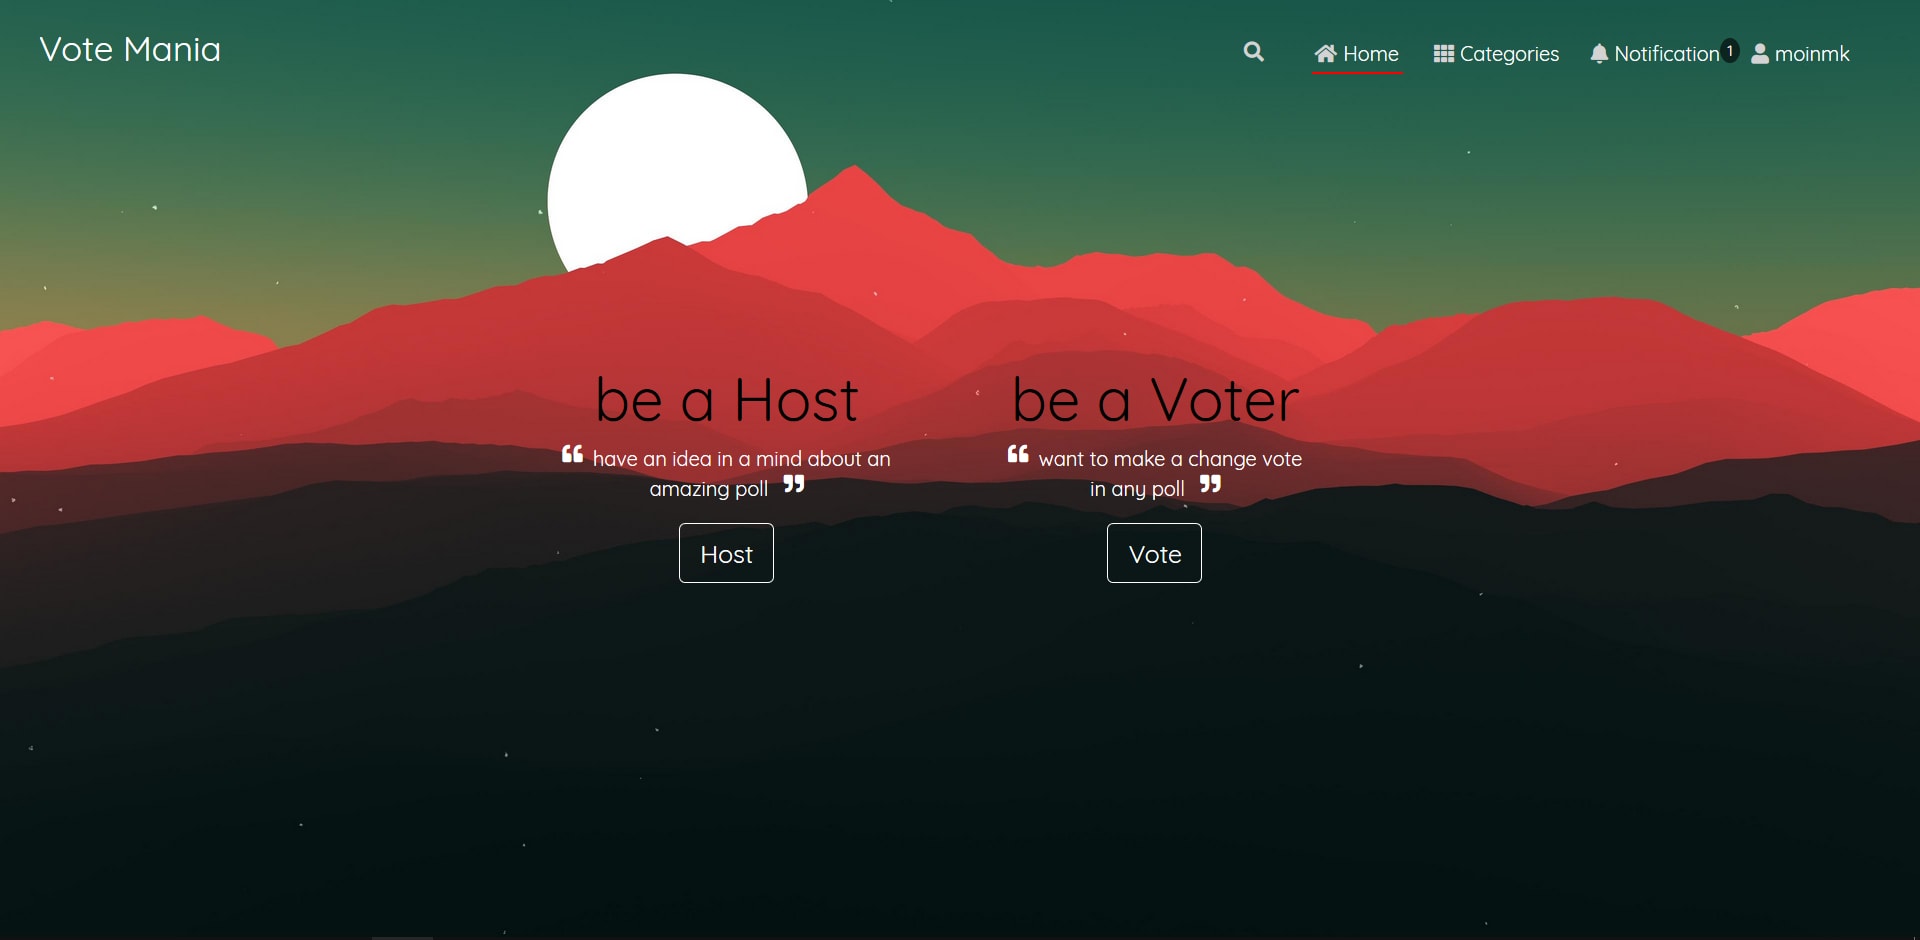 Vote Mania
Home Categories Notification 1 moinmk
be a Host
❝ have an idea in a mind about an
amazing poll ❞
Host
be a Voter
❝ want to make a change vote
in any poll ❞
Vote